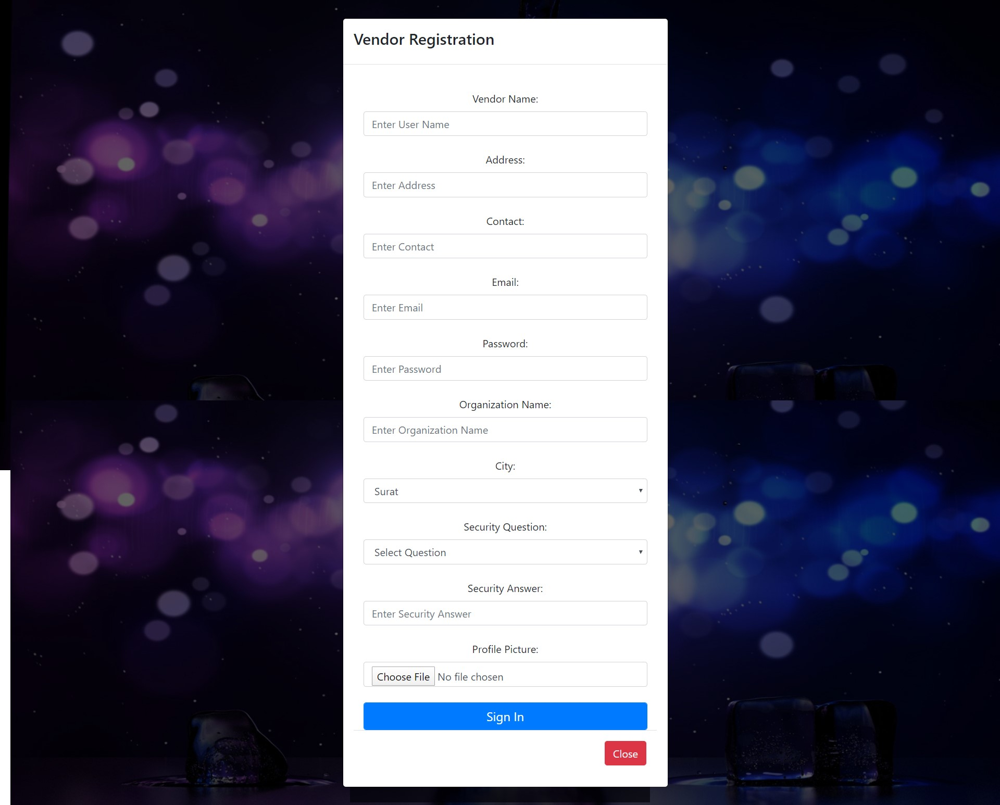 Vendor Registration
Vendor Name:
Enter User Name
Address:
Enter Address
Contact:
Enter Contact
Email:
Enter Email
Password:
Enter Password
Organization Name:
Enter Organization Name
City:
Surat
Security Question:
Select Question
Security Answer:
Enter Security Answer
Profile Picture:
Choose File No file chosen
Sign In
Close